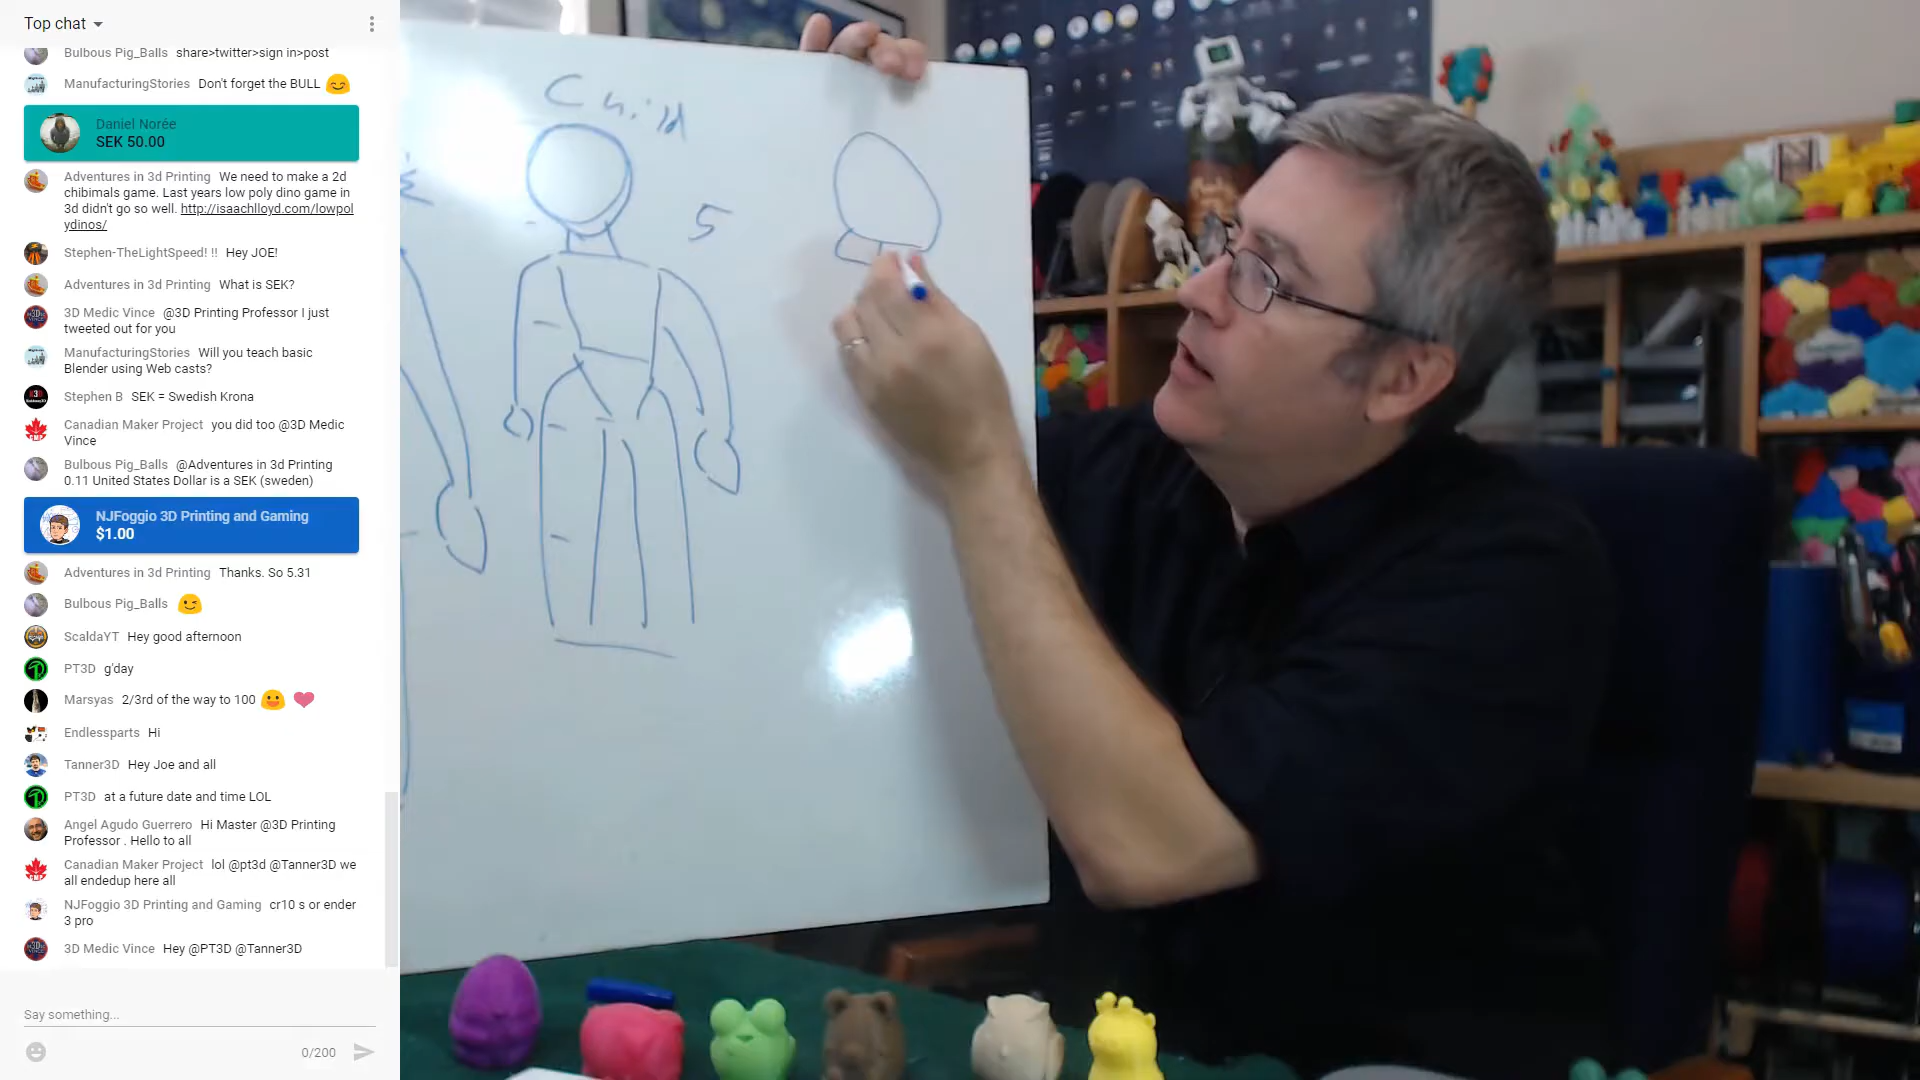 Top chat
Bulbous Pig_Balls share>twitter>sign in>post
ManufacturingStories Don't forget the BULL
Daniel Norée
SEK 50.00
Adventures in 3d Printing We need to make a 2d
chibimals game. Last years low poly dino game in
3d didn't go so well. http://isaachlloyd.com/lowpol
ydinos/
Stephen-TheLightSpeed! !! Hey JOE!
Adventures in 3d Printing What is SEK?
3D Medic Vince @3D Printing Professor I just
tweeted out for you
ManufacturingStories Will you teach basic
Blender using Web casts?
Stephen B SEK = Swedish Krona
Canadian Maker Project you did too @3D Medic
Vince
Bulbous Pig_Balls @Adventures in 3d Printing
0.11 United States Dollar is a SEK (sweden)
NJFoggio 3D Printing and Gaming
$1.00
Adventures in 3d Printing Thanks. So 5.31
Bulbous Pig_Balls
ScaldaYT Hey good afternoon
PT3D g'day
Marsyas 2/3rd of the way to 100
Endlessparts Hi
Tanner3D Hey Joe and all
PT3D at a future date and time LOL
Angel Agudo Guerrero Hi Master @3D Printing
Professor . Hello to all
Canadian Maker Project lol @pt3d @Tanner3D we
all endedup here all
NJFoggio 3D Printing and Gaming cr10 s or ender
3 pro
3D Medic Vince Hey @PT3D @Tanner3D
Say something...
0/200
Child
5